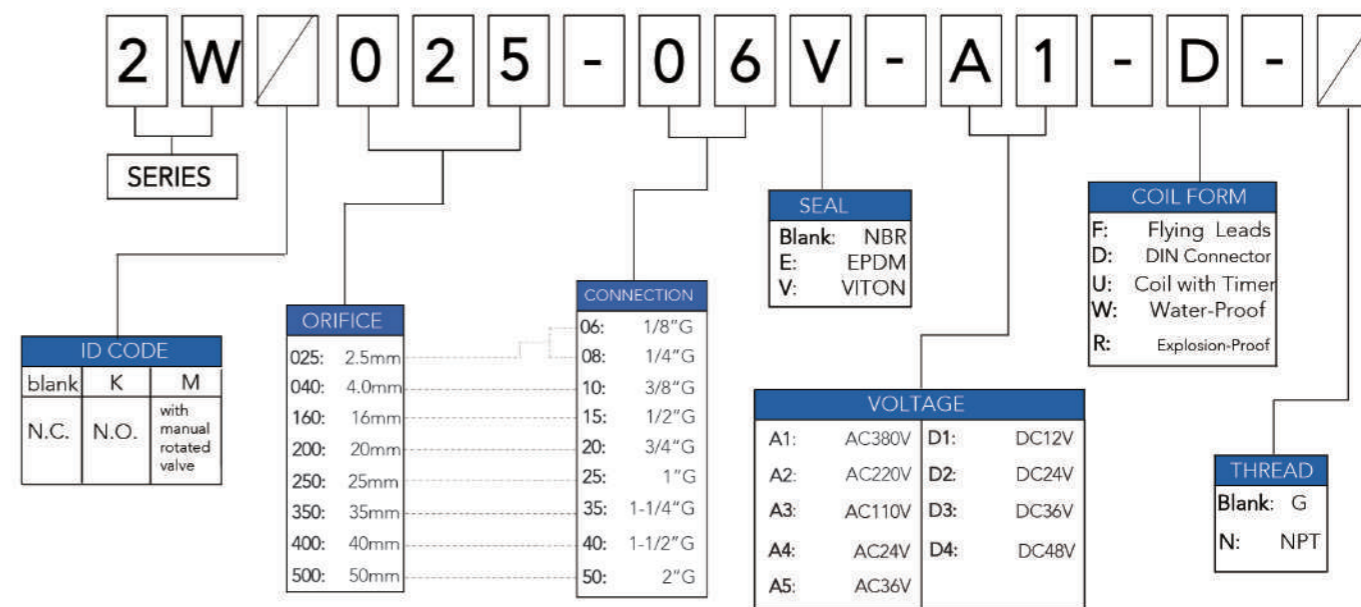 2 W 0 2 5 - 0 6 V - A 1 - D -
SERIES
ID CODE
blank K M
N.C. N.O. with manual rotated valve
ORIFICE
025: 2.5mm
040: 4.0mm
160: 16mm
200: 20mm
250: 25mm
350: 35mm
400: 40mm
500: 50mm
CONNECTION
06: 1/8"G
08: 1/4"G
10: 3/8"G
15: 1/2"G
20: 3/4"G
25: 1"G
35: 1-1/4"G
40: 1-1/2"G
50: 2"G
SEAL
Blank: NBR
E: EPDM
V: VITON
VOLTAGE
A1: AC380V D1: DC12V
A2: AC220V D2: DC24V
A3: AC110V D3: DC36V
A4: AC24V D4: DC48V
A5: AC36V
COIL FORM
F: Flying Leads
D: DIN Connector
U: Coil with Timer
W: Water-Proof
R: Explosion-Proof
THREAD
Blank: G
N: NPT